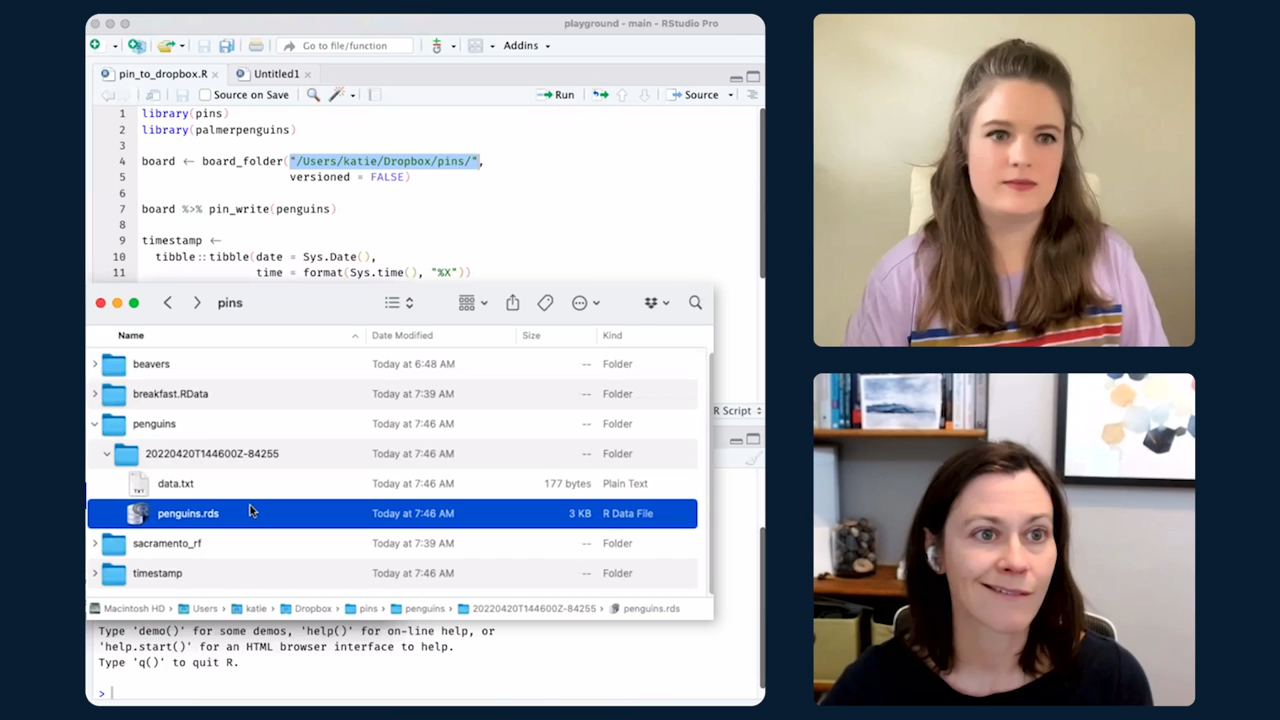 playground - main - RStudio Pro
Go to file/function
Addins
pin_to_dropbox.R × Untitled1 ×
Source on Save Run Source
1 library(pins)
2 library(palmerpenguins)
3
4 board ← board_folder("/Users/katie/Dropbox/pins/",
5 versioned = FALSE)
6
7 board %>% pin_write(penguins)
8
9 timestamp ←
10 tibble::tibble(date = Sys.Date(),
11 time = format(Sys.time(), "%X"))
pins
Name Date Modified Size Kind
beavers Today at 6:48 AM -- Folder
breakfast.RData Today at 7:39 AM -- Folder
R Script
penguins Today at 7:46 AM -- Folder
20220420T144600Z-84255 Today at 7:46 AM -- Folder
TXT data.txt Today at 7:46 AM 177 bytes Plain Text
penguins.rds Today at 7:46 AM 3 KB R Data File
sacramento_rf Today at 7:39 AM -- Folder
timestamp Today at 7:46 AM -- Folder
Macintosh HD › Users › katie › Dropbox › pins › penguins › 20220420T144600Z-84255 › penguins.rds
Type 'demo()' for some demos, 'help()' for on-line help, or
'help.start()' for an HTML browser interface to help.
Type 'q()' to quit R.
>